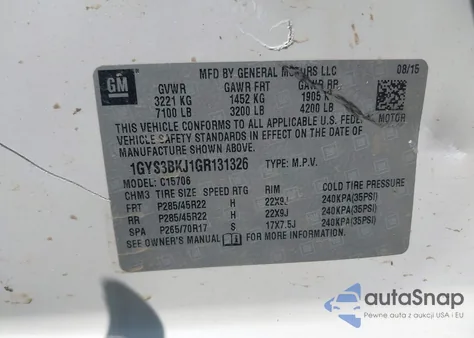 GM
MFD BY GENERAL MOTORS LLC 08/15
GVWR GAWR FRT GAWR RR
3221 KG 1452 KG 1905 KG
7100 LB 3200 LB 4200 LB
MOTOR
THIS VEHICLE CONFORMS TO ALL APPLICABLE U.S. FEDERAL
VEHICLE SAFETY STANDARDS IN EFFECT ON THE DATE OF
MANUFACTURE SHOWN ABOVE.
1GYS3BKJ1GR131326 TYPE: M.P.V.
MODEL: C15706
CHM3 TIRE SIZE SPEED RTG RIM COLD TIRE PRESSURE
FRT P285/45R22 H 22X9J 240KPA(35PSI)
RR P285/45R22 H 22X9J 240KPA(35PSI)
SPA P265/70R17 S 17X7.5J 240KPA(35PSI)
SEE OWNER'S MANUAL FOR MORE INFORMATION.
autoSnap
Pewne auta z aukcji USA i EU